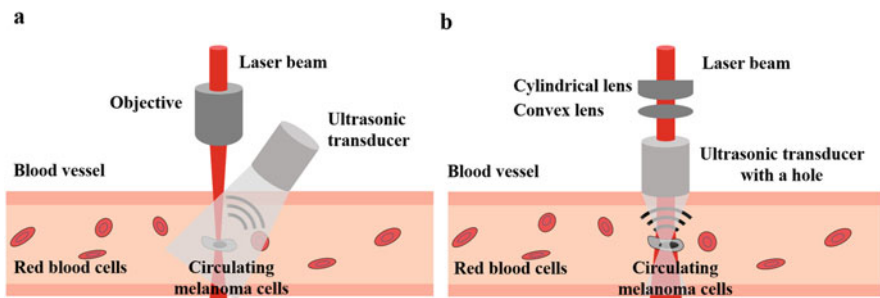 a
Laser beam
Objective
Ultrasonic
transducer
Blood vessel
Red blood cells
Circulating
melanoma cells
b
Laser beam
Cylindrical lens
Convex lens
Ultrasonic transducer
with a hole
Blood vessel
Red blood cells
Circulating
melanoma cells